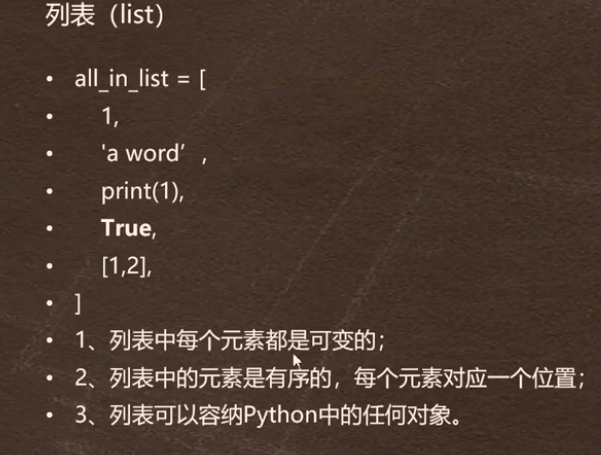 列表（list）
• all_in_list = [
• 1,
• 'a word’,
• print(1),
• True,
• [1,2],
• ]
• 1、列表中每个元素都是可变的；
• 2、列表中的元素是有序的，每个元素对应一个位置；
• 3、列表可以容纳Python中的任何对象。